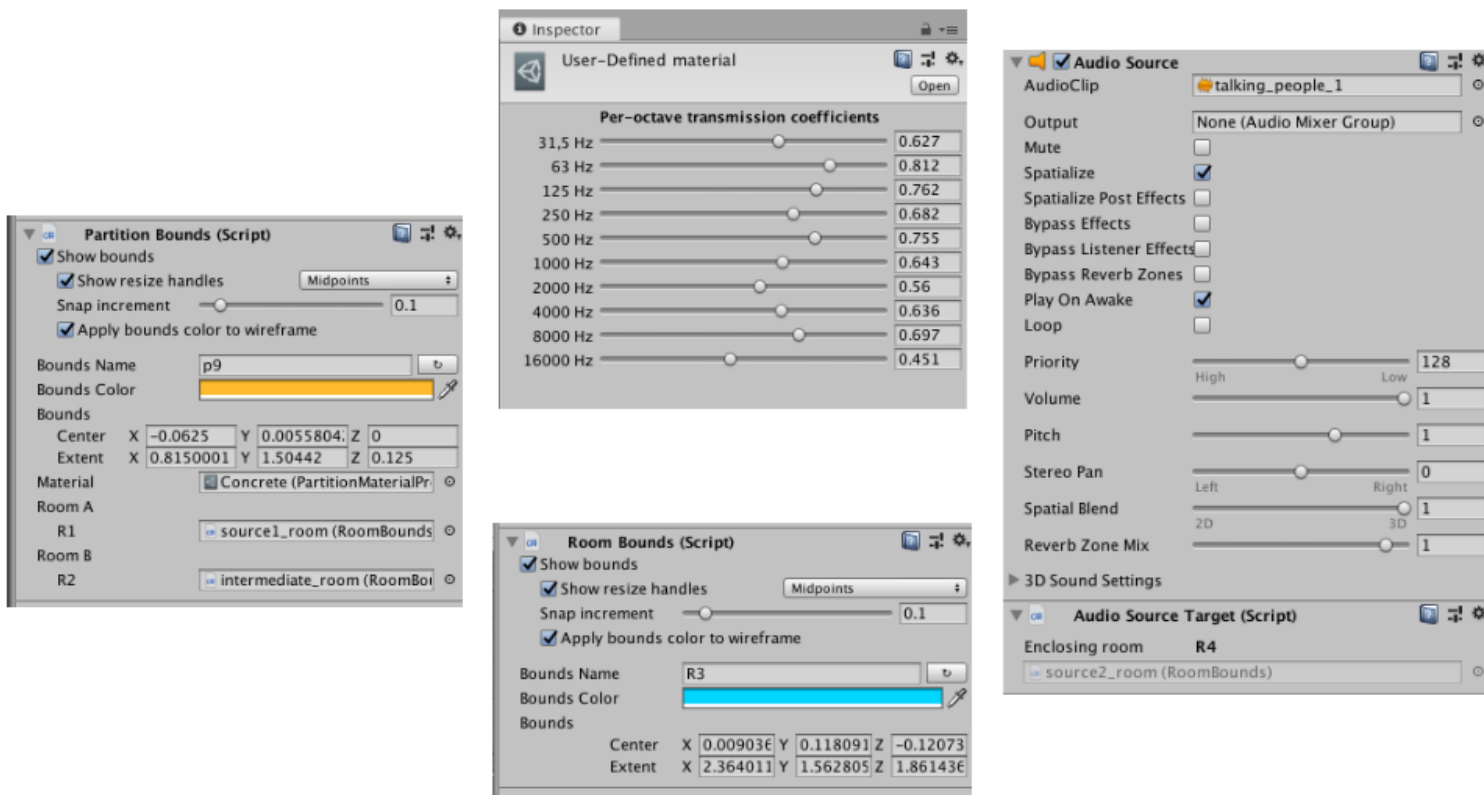 Partition Bounds (Script)
Show bounds
Show resize handles Midpoints
Snap increment 0.1
Apply bounds color to wireframe
Bounds Name p9
Bounds Color
Bounds
Center X -0.0625 Y 0.0055804 Z 0
Extent X 0.8150001 Y 1.50442 Z 0.125
Material Concrete (PartitionMaterialPr
Room A
R1 source1_room (RoomBounds
Room B
R2 intermediate_room (RoomBo
Inspector
User-Defined material
Open
Per-octave transmission coefficients
31,5 Hz 0.627
63 Hz 0.812
125 Hz 0.762
250 Hz 0.682
500 Hz 0.755
1000 Hz 0.643
2000 Hz 0.56
4000 Hz 0.636
8000 Hz 0.697
16000 Hz 0.451
Room Bounds (Script)
Show bounds
Show resize handles Midpoints
Snap increment 0.1
Apply bounds color to wireframe
Bounds Name R3
Bounds Color
Bounds
Center X 0.009036 Y 0.118091 Z -0.12073
Extent X 2.364011 Y 1.562805 Z 1.861436
Audio Source
AudioClip talking_people_1
Output None (Audio Mixer Group)
Mute
Spatialize
Spatialize Post Effects
Bypass Effects
Bypass Listener Effects
Bypass Reverb Zones
Play On Awake
Loop
Priority 128
High Low
Volume 1
Pitch 1
Stereo Pan 0
Left Right
Spatial Blend 1
2D 3D
Reverb Zone Mix 1
3D Sound Settings
Audio Source Target (Script)
Enclosing room R4
source2_room (RoomBounds)